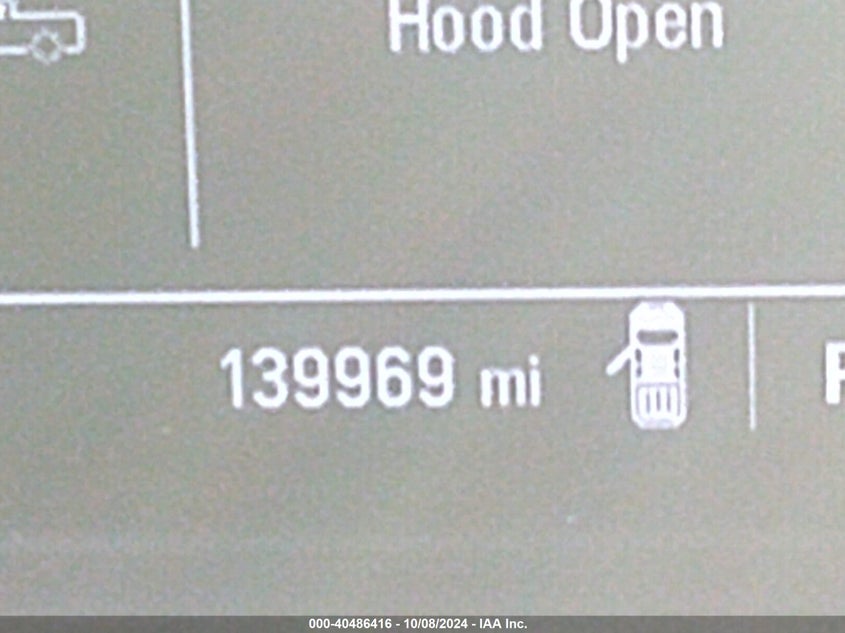 Hood Open
139969 mi
000-40486416 - 10/08/2024 - IAA Inc.